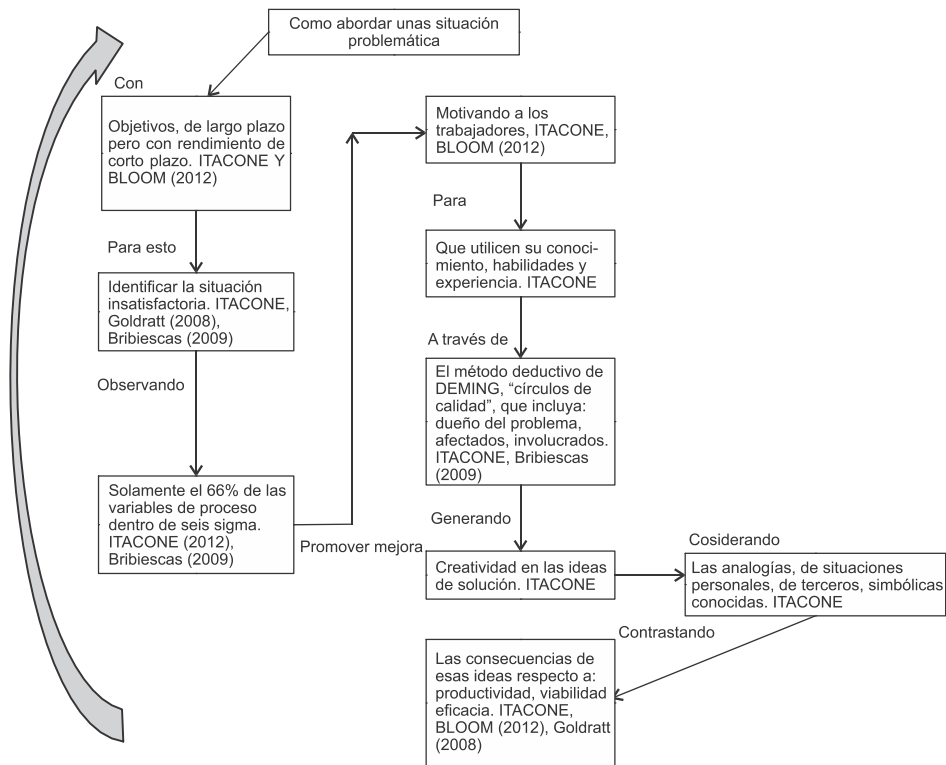 Como abordar unas situación
problemática
Con
Objetivos, de largo plazo
pero con rendimiento de
corto plazo. ITACONE Y
BLOOM (2012)
Para esto
Identificar la situación
insatisfactoria. ITACONE,
Goldratt (2008),
Bribiescas (2009)
Observando
Solamente el 66% de las
variables de proceso
dentro de seis sigma.
ITACONE (2012),
Bribiescas (2009)
Promover mejora
Motivando a los
trabajadores, ITACONE,
BLOOM (2012)
Para
Que utilicen su conoci-
miento, habilidades y
experiencia. ITACONE
A través de
El método deductivo de
DEMING, “círculos de
calidad”, que incluya:
dueño del problema,
afectados, involucrados.
ITACONE, Bribiescas
(2009)
Generando
Creatividad en las ideas
de solución. ITACONE
Cosiderando
Las analogías, de situaciones
personales, de terceros, simbólicas
conocidas. ITACONE
Contrastando
Las consecuencias de
esas ideas respecto a:
productividad, viabilidad
eficacia. ITACONE,
BLOOM (2012), Goldratt
(2008)